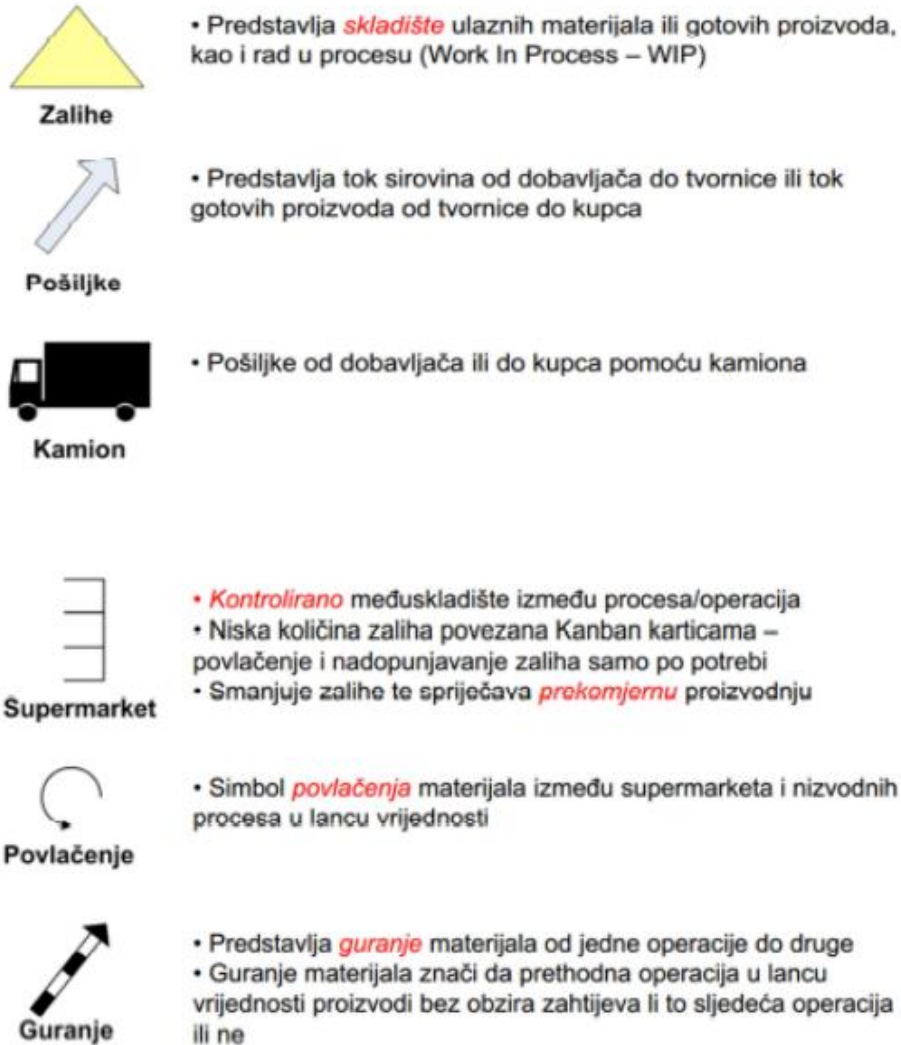 • Predstavlja skladište ulaznih materijala ili gotovih proizvoda,
kao i rad u procesu (Work In Process – WIP)
Zalihe
• Predstavlja tok sirovina od dobavljača do tvornice ili tok
gotovih proizvoda od tvornice do kupca
Pošiljke
• Pošiljke od dobavljača ili do kupca pomoću kamiona
Kamion
• Kontrolirano međuskladište između procesa/operacija
• Niska količina zaliha povezana Kanban karticama –
povlačenje i nadopunjavanje zaliha samo po potrebi
• Smanjuje zalihe te spriječava prekomjernu proizvodnju
Supermarket
• Simbol povlačenja materijala između supermarketa i nizvodnih
procesa u lancu vrijednosti
Povlačenje
• Predstavlja guranje materijala od jedne operacije do druge
• Guranje materijala znači da prethodna operacija u lancu
vrijednosti proizvodi bez obzira zahtijeva li to sljedeća operacija
ili ne
Guranje